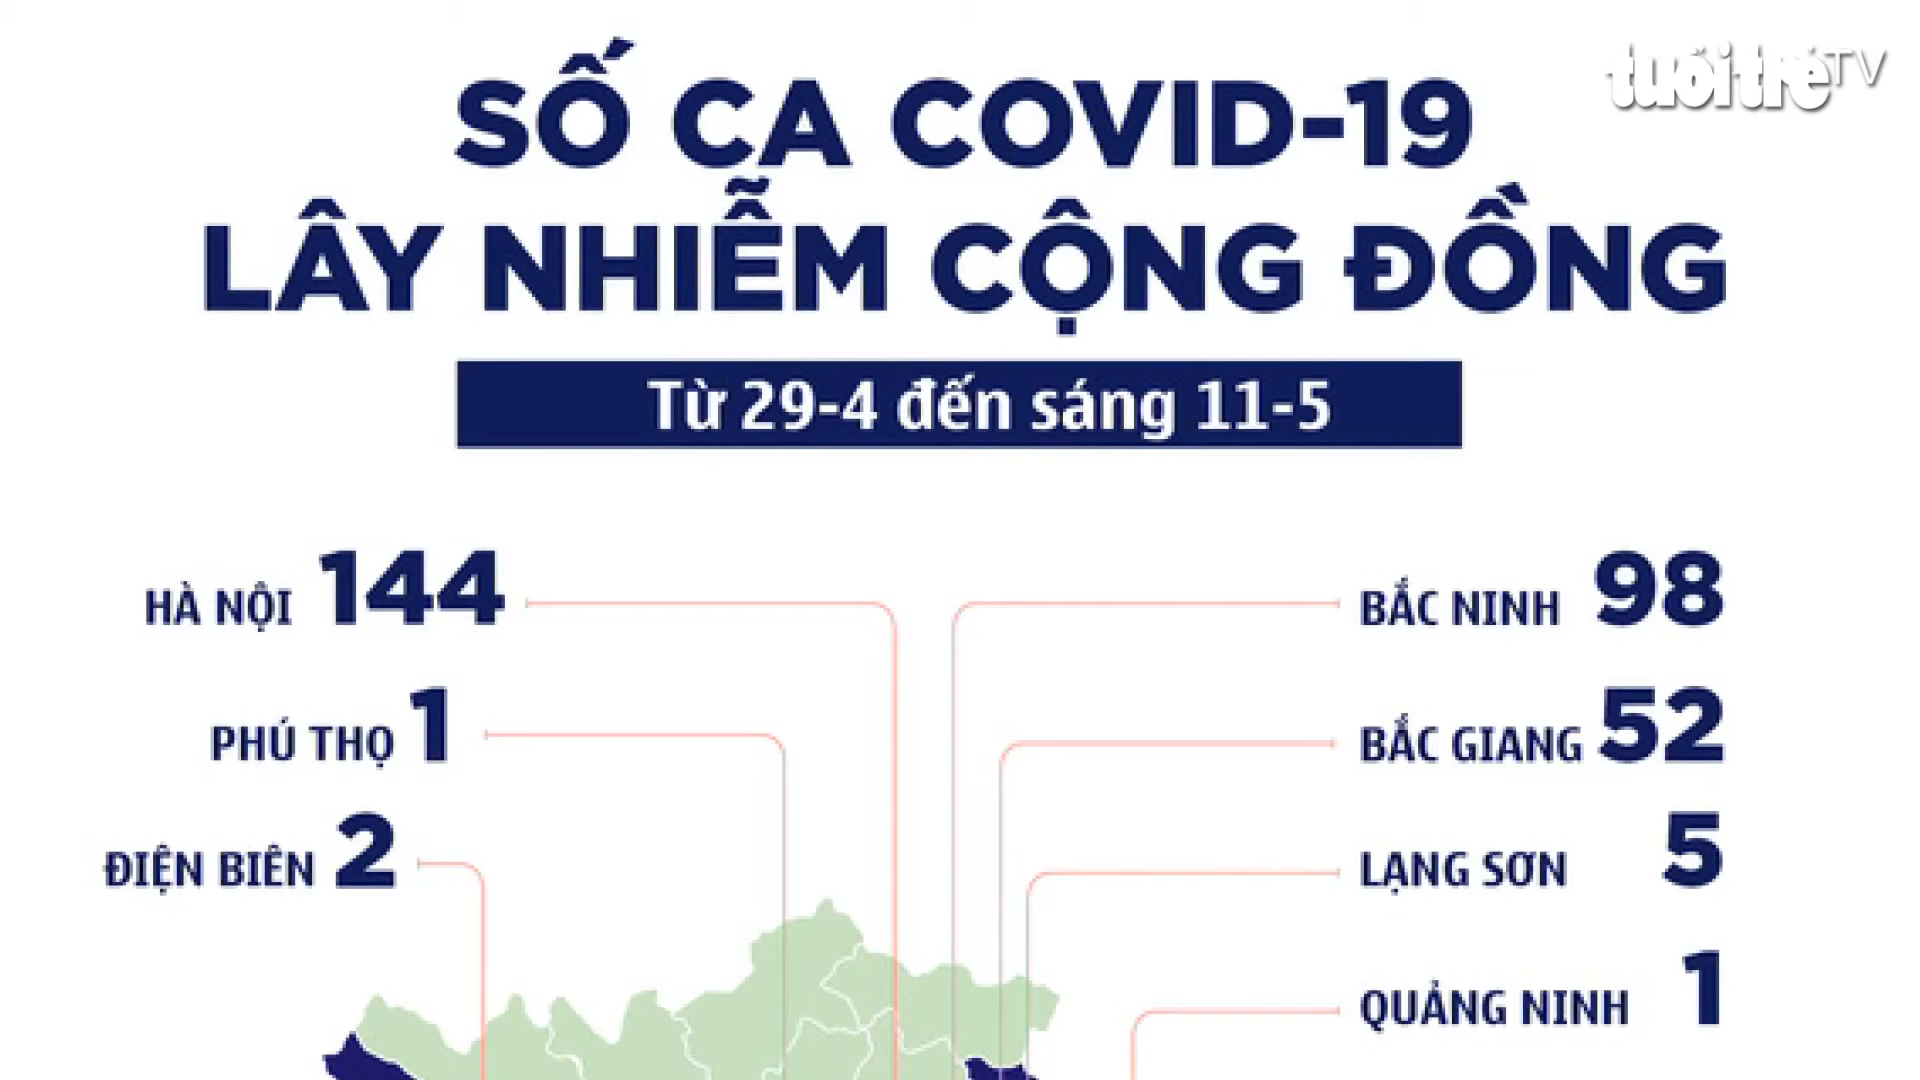 tuổi trẻ TV
SỐ CA COVID-19
LÂY NHIỄM CỘNG ĐỒNG
Từ 29-4 đến sáng 11-5
HÀ NỘI 144
PHÚ THỌ 1
ĐIỆN BIÊN 2
BẮC NINH 98
BẮC GIANG 52
LẠNG SƠN 5
QUẢNG NINH 1